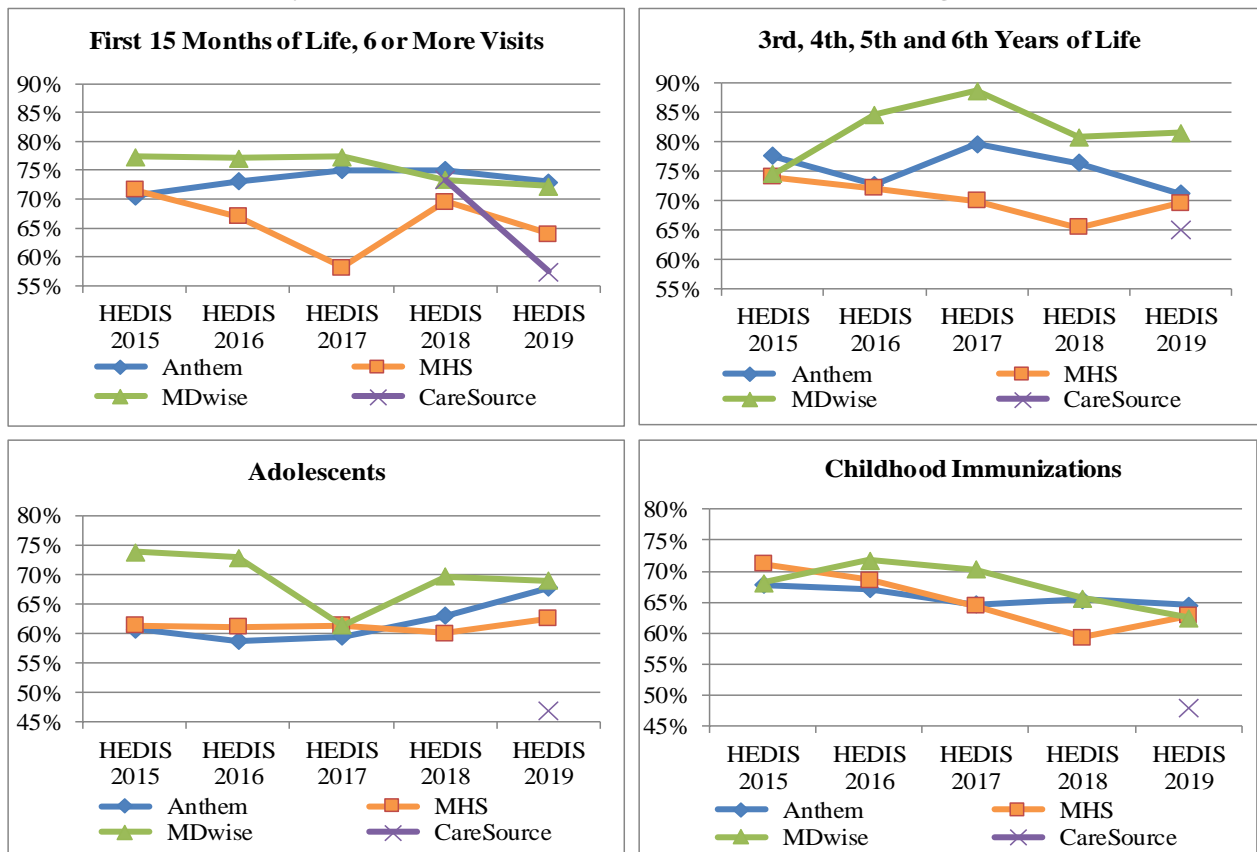 First 15 Months of Life, 6 or More Visits
90%
85%
80%
75%
70%
65%
60%
55%
HEDIS HEDIS HEDIS HEDIS HEDIS
2015 2016 2017 2018 2019
Anthem MHS
MDwise CareSource
3rd, 4th, 5th and 6th Years of Life
90%
85%
80%
75%
70%
65%
60%
55%
HEDIS HEDIS HEDIS HEDIS HEDIS
2015 2016 2017 2018 2019
Anthem MHS
MDwise CareSource
Adolescents
80%
75%
70%
65%
60%
55%
50%
45%
HEDIS HEDIS HEDIS HEDIS HEDIS
2015 2016 2017 2018 2019
Anthem MHS
MDwise CareSource
Childhood Immunizations
80%
75%
70%
65%
60%
55%
50%
45%
HEDIS HEDIS HEDIS HEDIS HEDIS
2015 2016 2017 2018 2019
Anthem MHS
MDwise CareSource